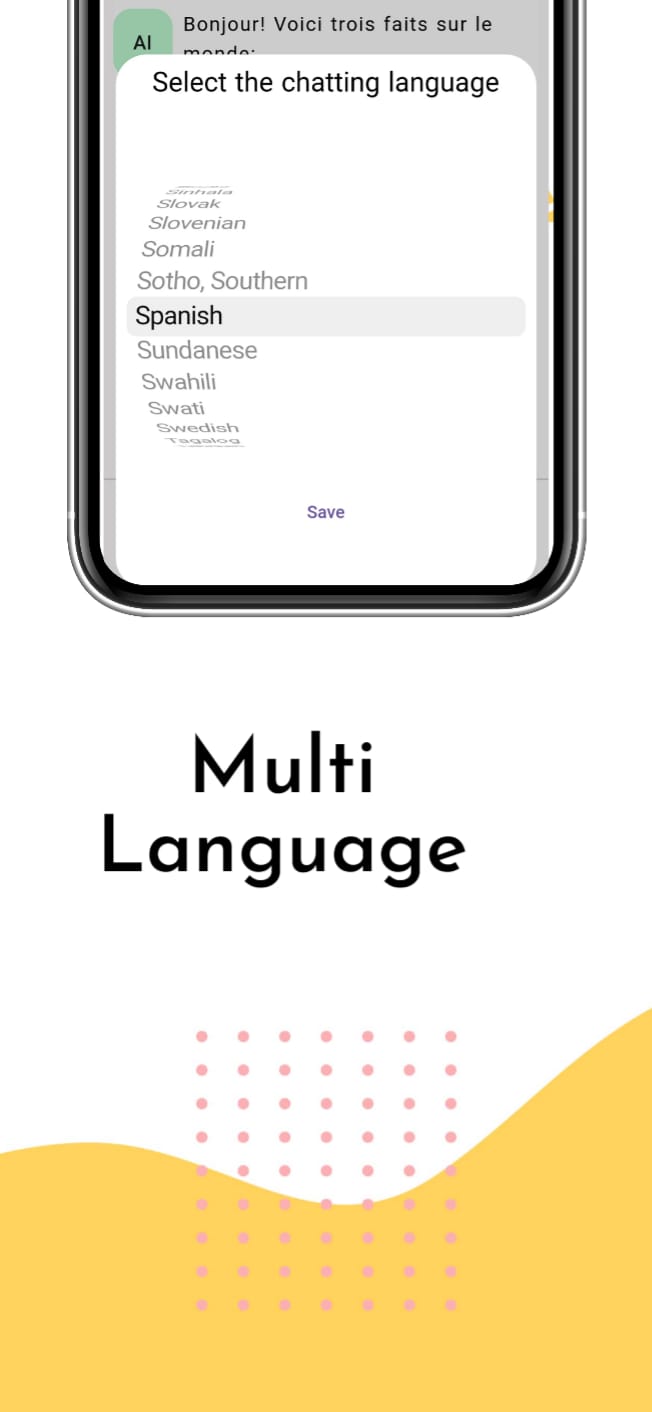 AI
Bonjour! Voici trois faits sur le
monde:
Select the chatting language
Sinhala
Slovak
Slovenian
Somali
Sotho, Southern
Spanish
Sundanese
Swahili
Swati
Swedish
Tagalog
Save
Multi
Language